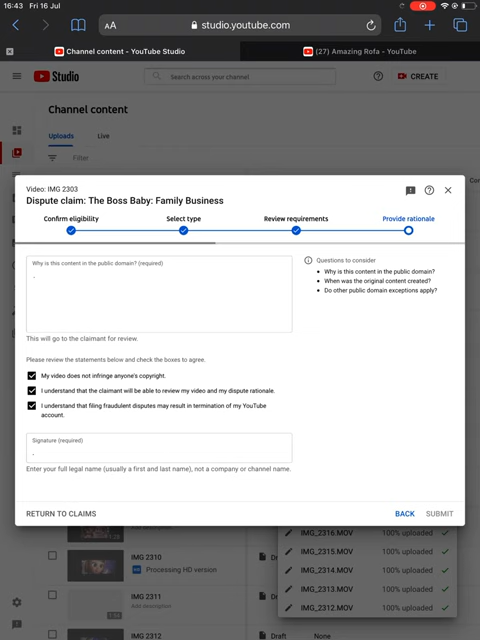 16:43 Fri 16 Jul
AA
studio.youtube.com
Channel content - YouTube Studio
(27) Amazing Rofa - YouTube
Studio
Search across your channel
CREATE
Channel content
Uploads
Live
Filter
Video: IMG 2303
Dispute claim: The Boss Baby: Family Business
Confirm eligibility
Select type
Review requirements
Provide rationale
Why is this content in the public domain? (required)
.
Questions to consider
• Why is this content in the public domain?
• When was the original content created?
• Do other public domain exceptions apply?
This will go to the claimant for review.
Please review the statements below and check the boxes to agree.
My video does not infringe anyone's copyright.
I understand that the claimant will be able to review my video and my dispute rationale.
I understand that filing fraudulent disputes may result in termination of my YouTube
account.
Signature (required)
.
Enter your full legal name (usually a first and last name), not a company or channel name.
RETURN TO CLAIMS
BACK
SUBMIT
Add description
IMG_2316.MOV 100% uploaded
IMG 2310
IMG_2315.MOV 100% uploaded
Processing HD version
IMG_2314.MOV 100% uploaded
IMG 2311
IMG_2313.MOV 100% uploaded
Add description
IMG_2312.MOV 100% uploaded
IMG 2312
Draft
None